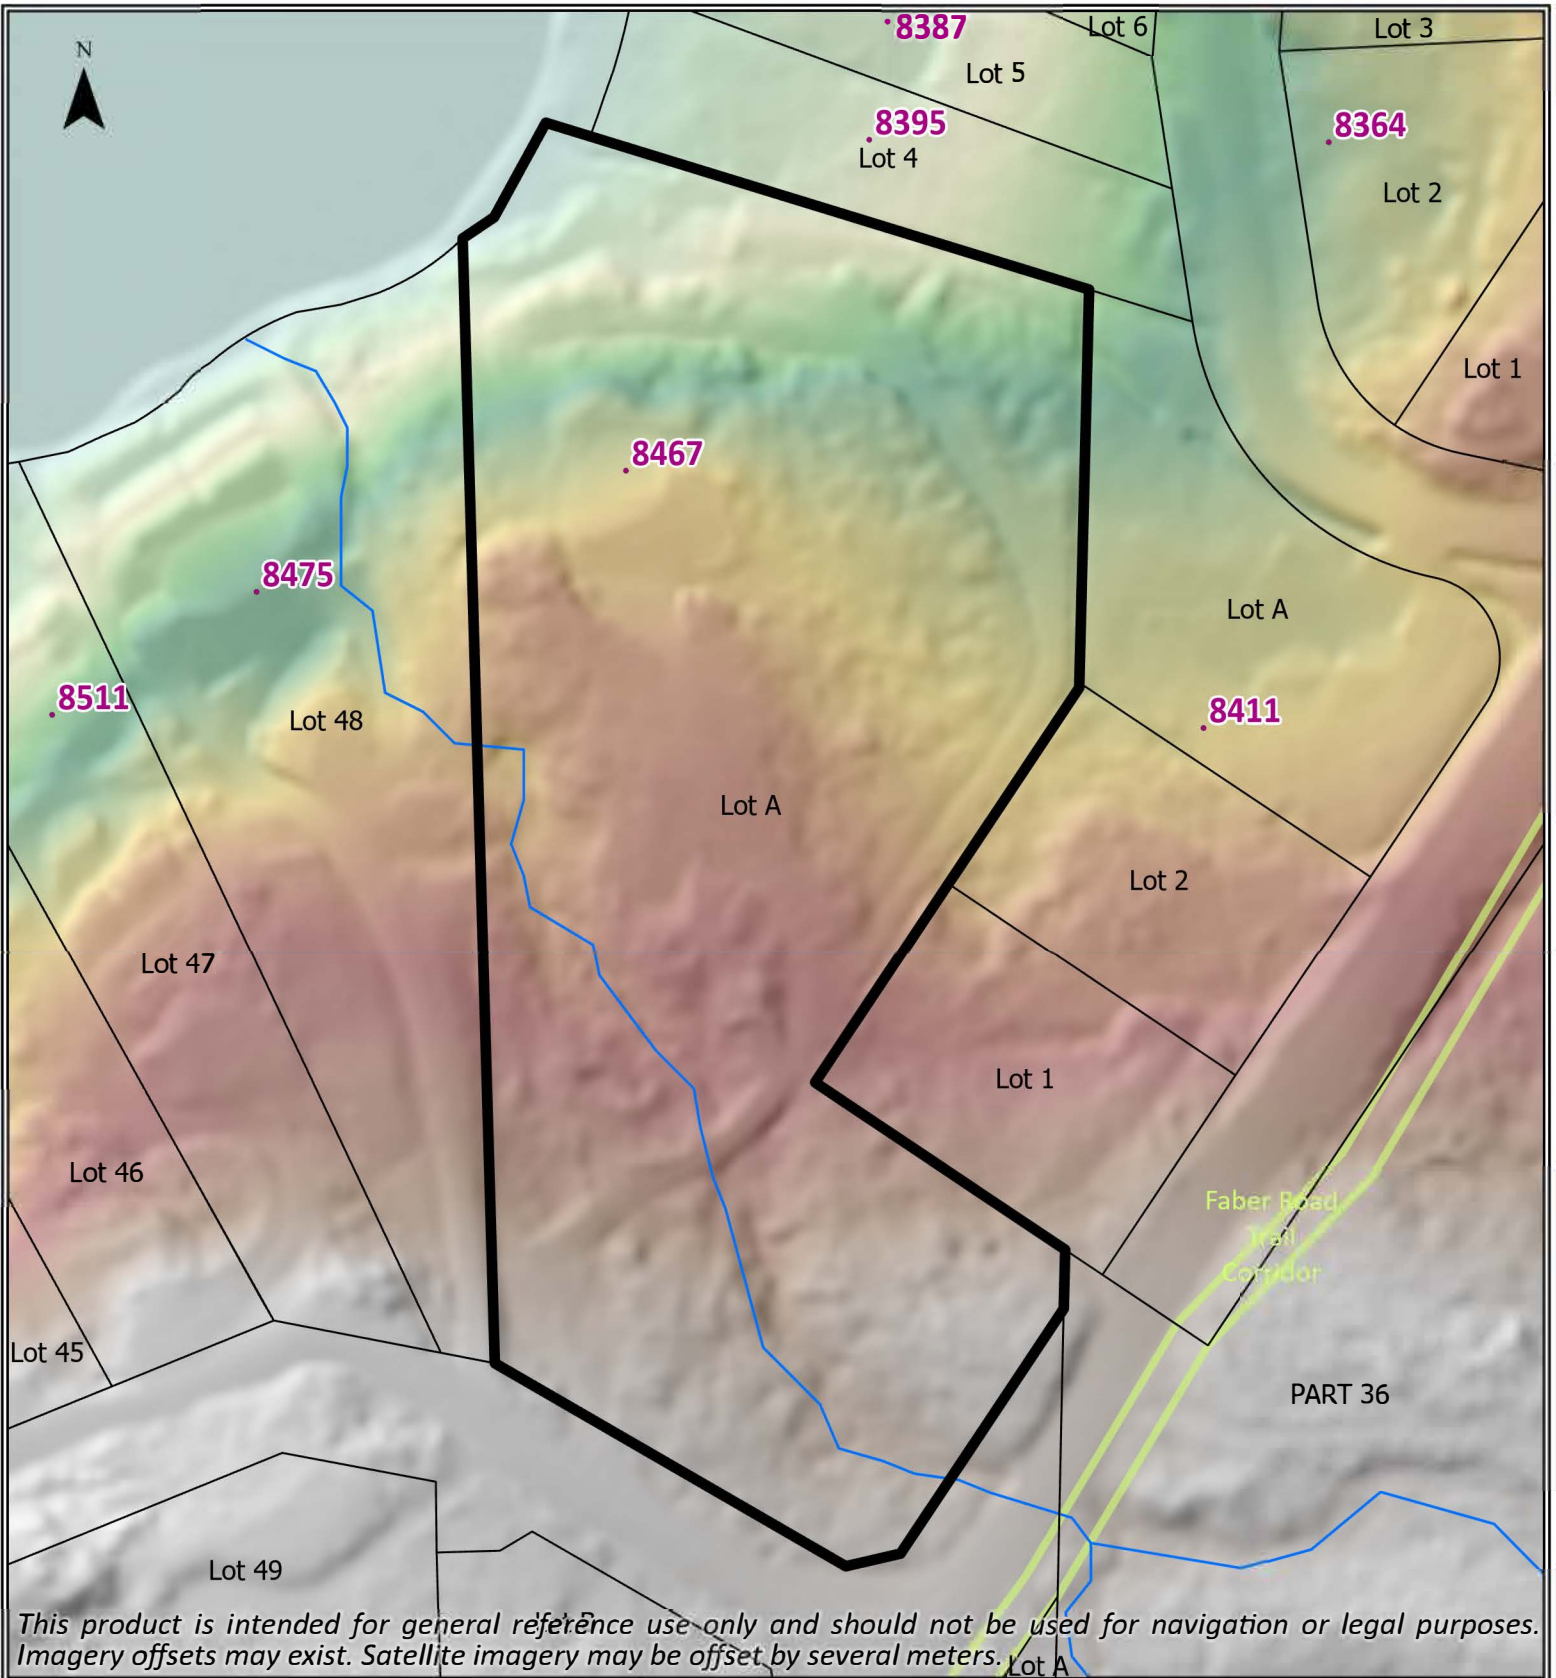 N
8387
Lot 6
Lot 3
Lot 5
8395
Lot 4
8364
Lot 2
Lot 1
8467
8475
Lot A
8511
Lot 48
8411
Lot A
Lot 2
Lot 47
Lot 1
Lot 46
Faber Road
Trail
Corridor
Lot 45
PART 36
Lot 49
This product is intended for general reference use only and should not be used for navigation or legal purposes.
Imagery offsets may exist. Satellite imagery may be offset by several meters.
Lot A